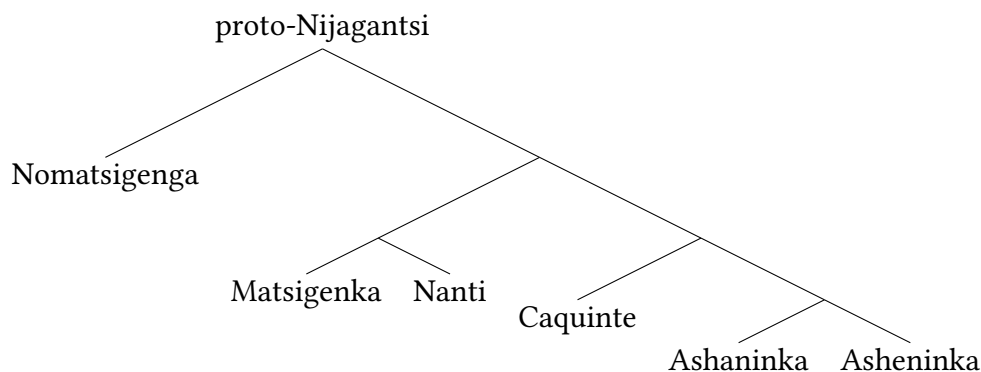 proto-Nijagantsi
Nomatsigenga
Matsigenka Nanti
Caquinte
Ashaninka Asheninka